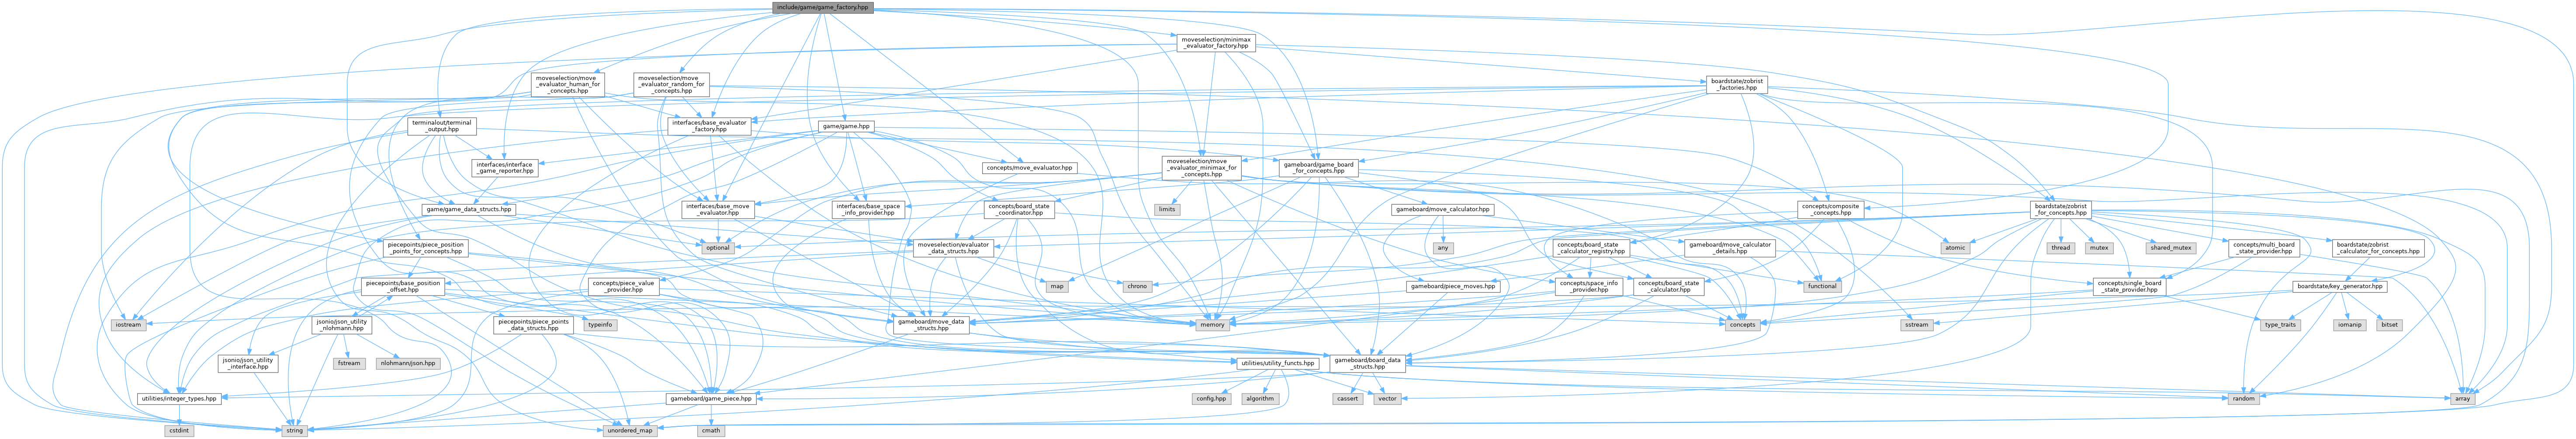 include/game/game_factory.hpp
moveselection/minimax
_evaluator_factory.hpp
moveselection/move
_evaluator_human_for
_concepts.hpp
moveselection/move
_evaluator_random_for
_concepts.hpp
boardstate/zobrist
_factories.hpp
terminalout/terminal
_output.hpp
interfaces/base_evaluator
_factory.hpp
game/game.hpp
interfaces/interface
_game_reporter.hpp
concepts/move_evaluator.hpp
moveselection/move
_evaluator_minimax_for
_concepts.hpp
gameboard/game_board
_for_concepts.hpp
game/game_data_structs.hpp
interfaces/base_move
_evaluator.hpp
interfaces/base_space
_info_provider.hpp
concepts/board_state
_coordinator.hpp
limits
gameboard/move_calculator.hpp
concepts/composite
_concepts.hpp
boardstate/zobrist
_for_concepts.hpp
piecepoints/piece_position
_points_for_concepts.hpp
optional
moveselection/evaluator
_data_structs.hpp
any
concepts/board_state
_calculator_registry.hpp
gameboard/move_calculator
_details.hpp
atomic
thread
mutex
shared_mutex
concepts/multi_board
_state_provider.hpp
boardstate/zobrist
_calculator_for_concepts.hpp
piecepoints/base_position
_offset.hpp
concepts/piece_value
_provider.hpp
map
chrono
gameboard/piece_moves.hpp
concepts/space_info
_provider.hpp
concepts/board_state
_calculator.hpp
functional
concepts/single_board
_state_provider.hpp
boardstate/key_generator.hpp
iostream
jsonio/json_utility
_nlohmann.hpp
piecepoints/piece_points
_data_structs.hpp
typeinfo
gameboard/move_data
_structs.hpp
memory
concepts
sstream
type_traits
iomanip
bitset
jsonio/json_utility
_interface.hpp
fstream
nlohmann/json.hpp
utilities/utility_functs.hpp
gameboard/board_data
_structs.hpp
utilities/integer_types.hpp
gameboard/game_piece.hpp
config.hpp
algorithm
cassert
vector
random
array
cstdint
string
unordered_map
cmath